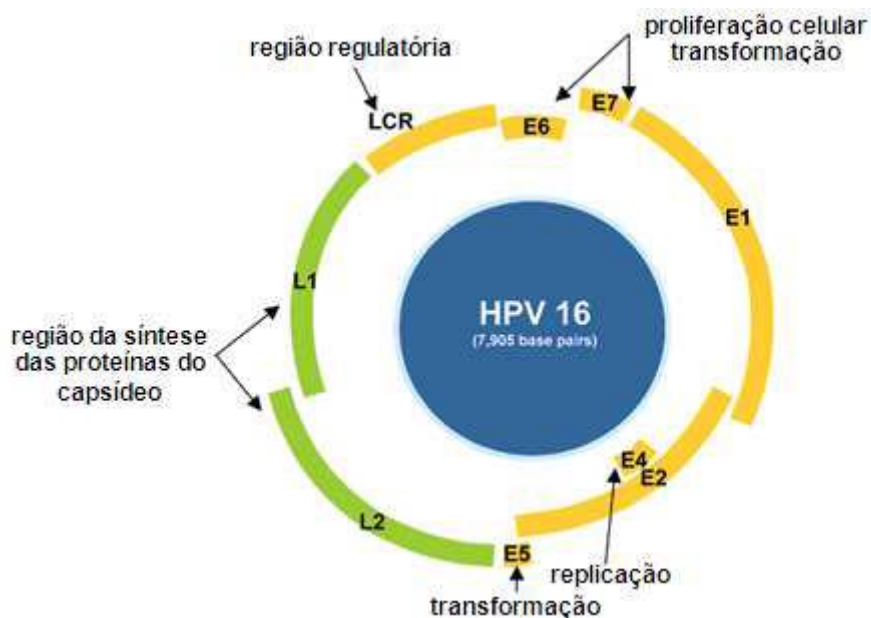 proliferação celular
transformação
região regulatória
LCR
E6
E7
E1
L1
HPV 16
(7,905 base pairs)
região da síntese
das proteínas do
capsídeo
E4
E2
L2
E5
replicação
transformação